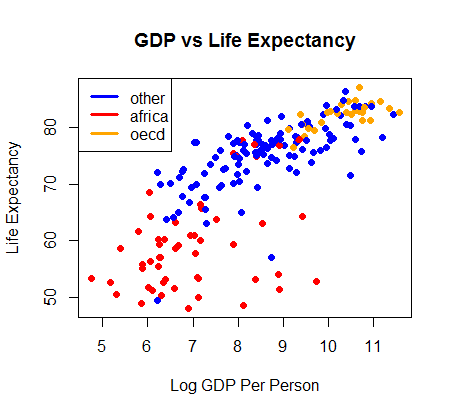 GDP vs Life Expectancy
other
africa
oecd
Life Expectancy
80
70
60
50
5 6 7 8 9 10 11
Log GDP Per Person